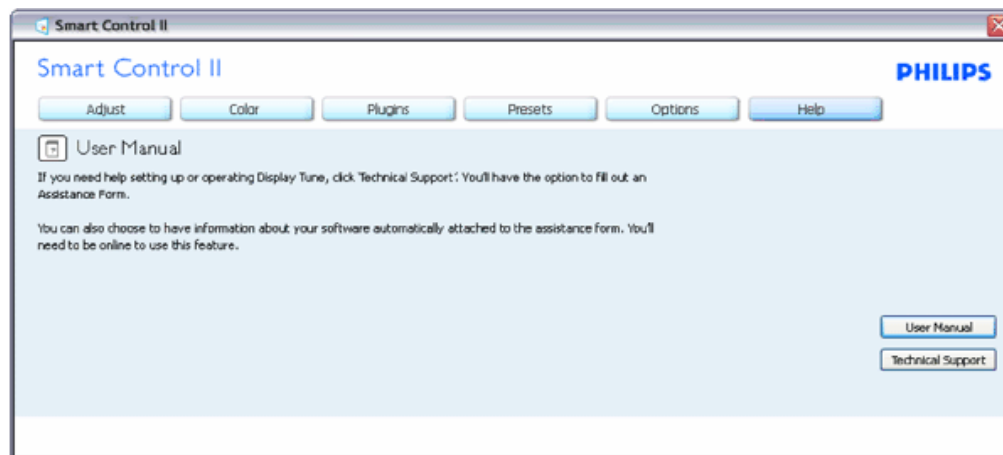 Smart Control II
Smart Control II
PHILIPS
Adjust Color Plugins Presets Options Help
User Manual
If you need help setting up or operating Display Tune, click 'Technical Support'. You'll have the option to fill out an
Assistance Form.
You can also choose to have information about your software automatically attached to the assistance form. You'll
need to be online to use this feature.
User Manual
Technical Support